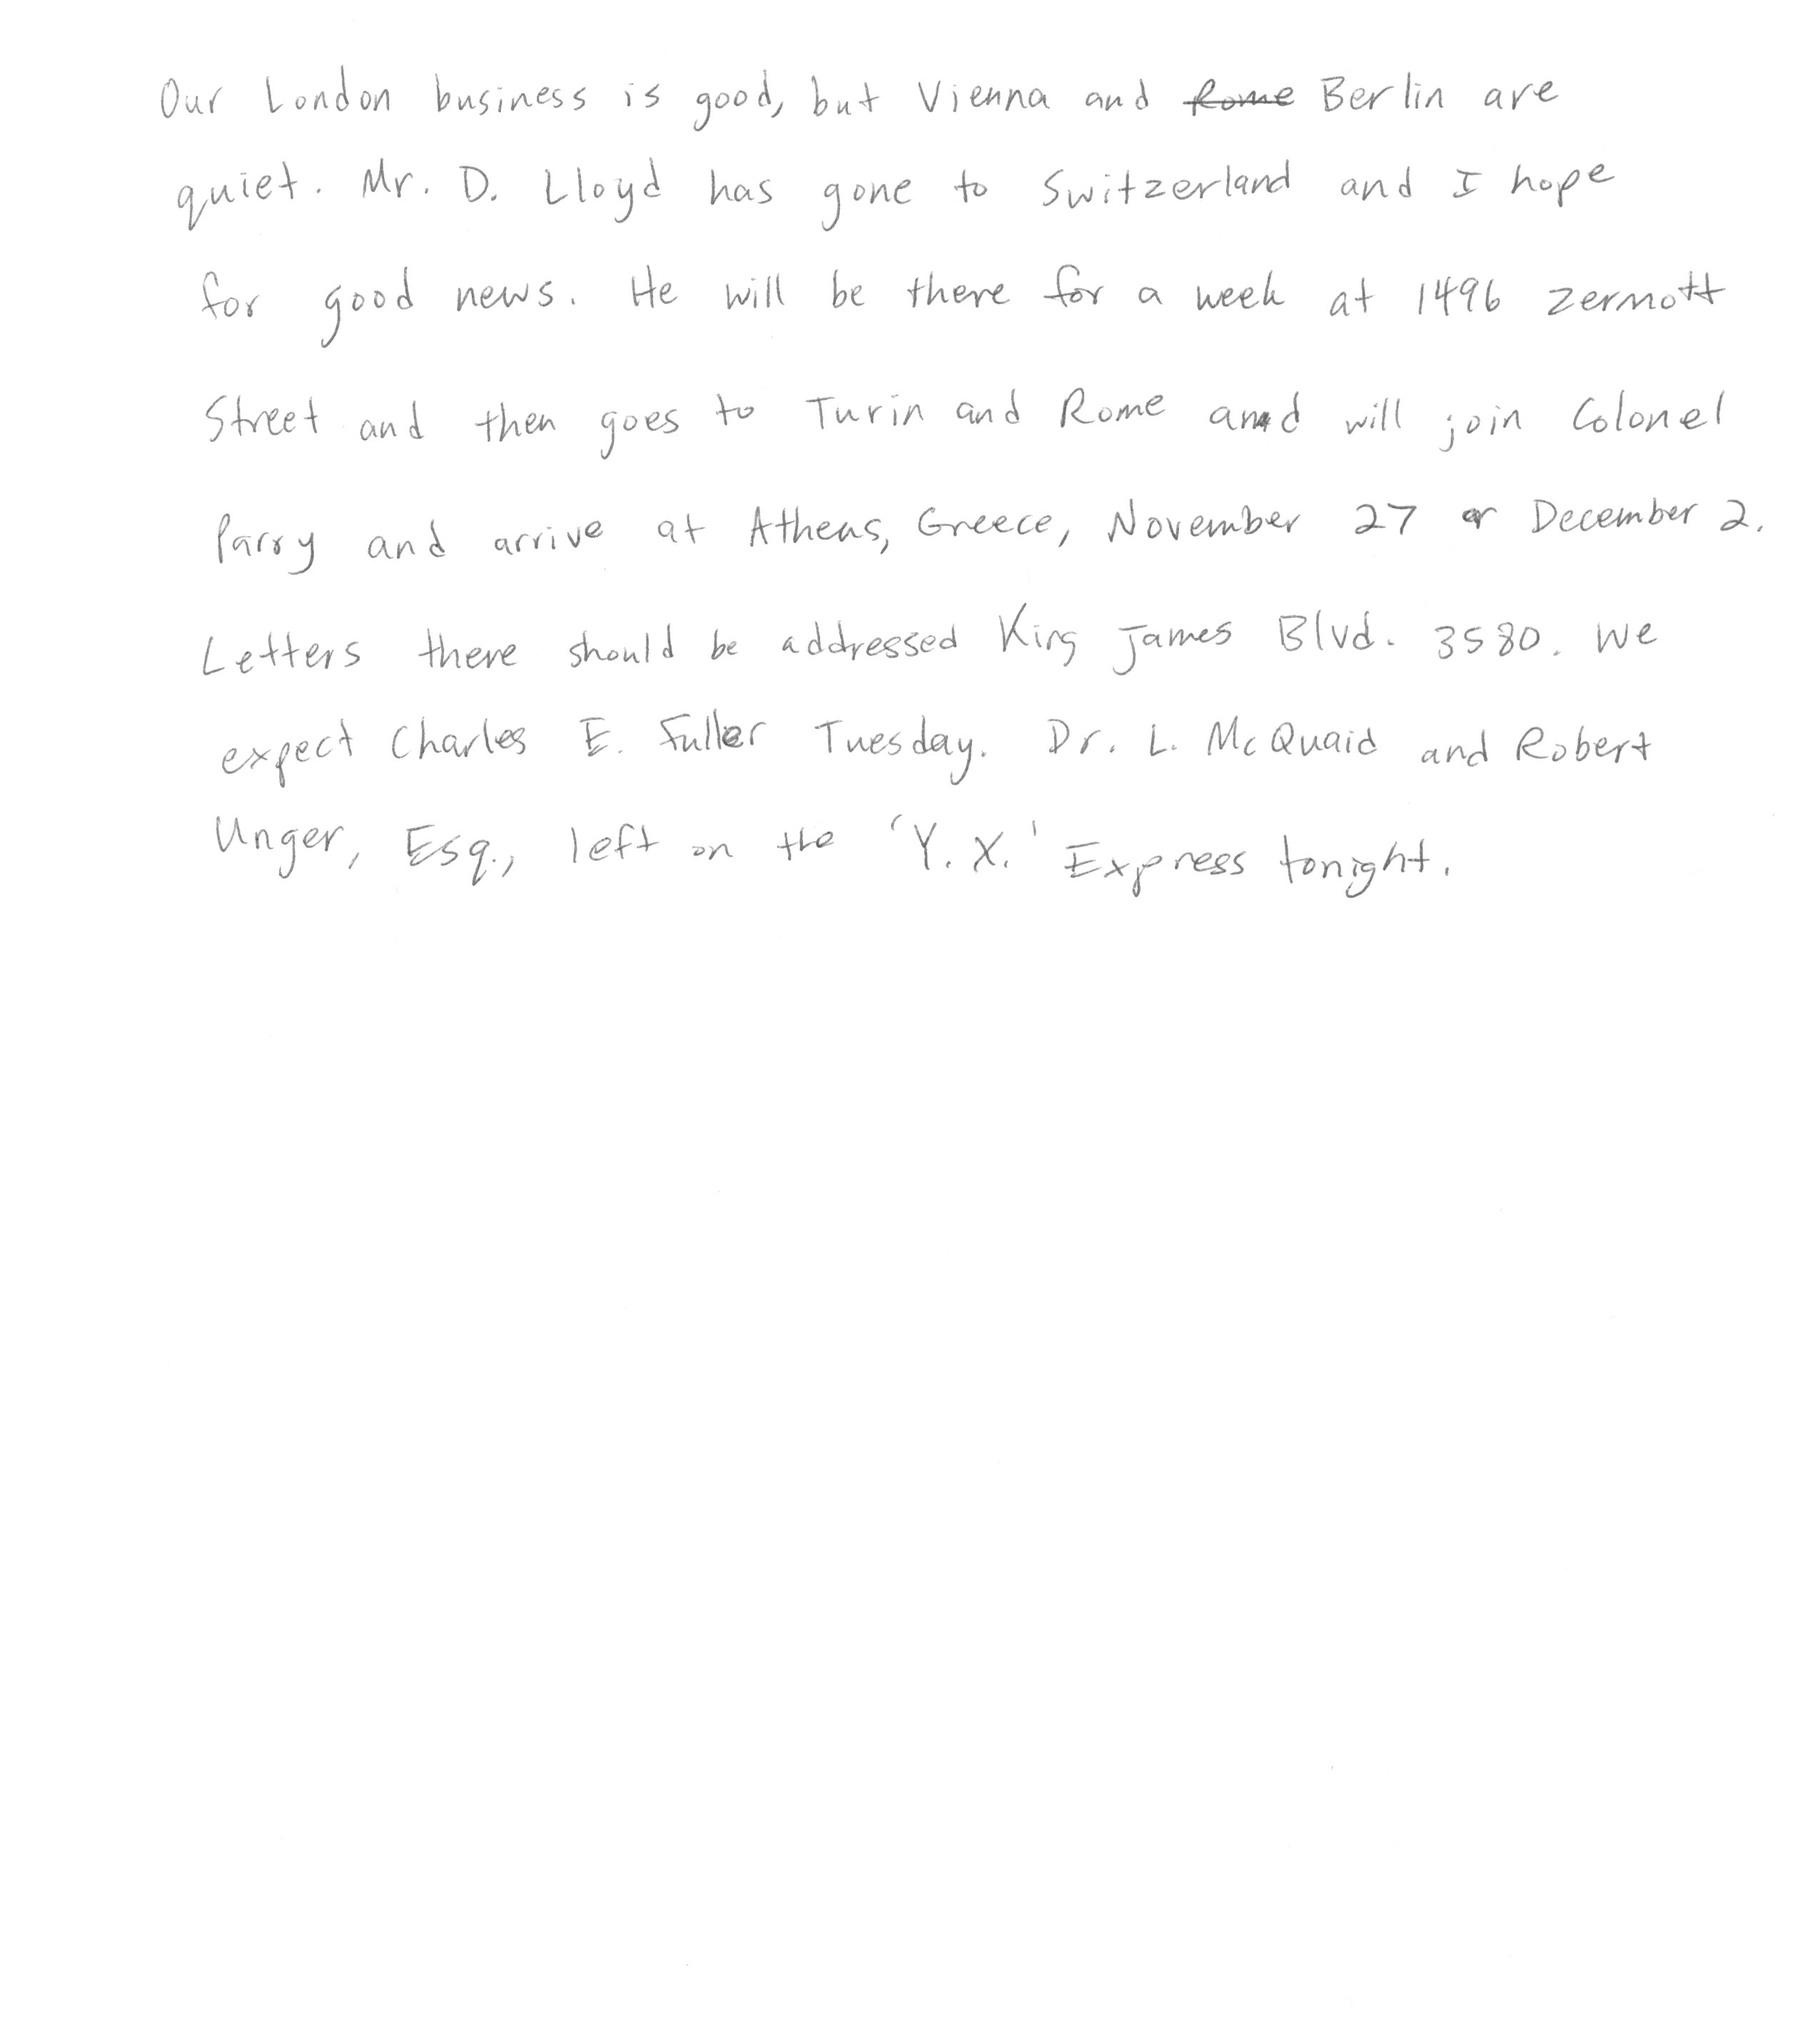 Our London business is good, but Vienna and Rome Berlin are
quiet. Mr. D. Lloyd has gone to Switzerland and I hope
for good news. He will be there for a week at 1496 Zermott
Street and then goes to Turin and Rome and will join Colonel
Parry and arrive at Athens, Greece, November 27 or December 2.
Letters there should be addressed King James Blvd. 3580. We
expect Charles E. Fuller Tuesday. Dr. L. McQuaid and Robert
Unger, Esq., left on the 'Y. X.' Express tonight.